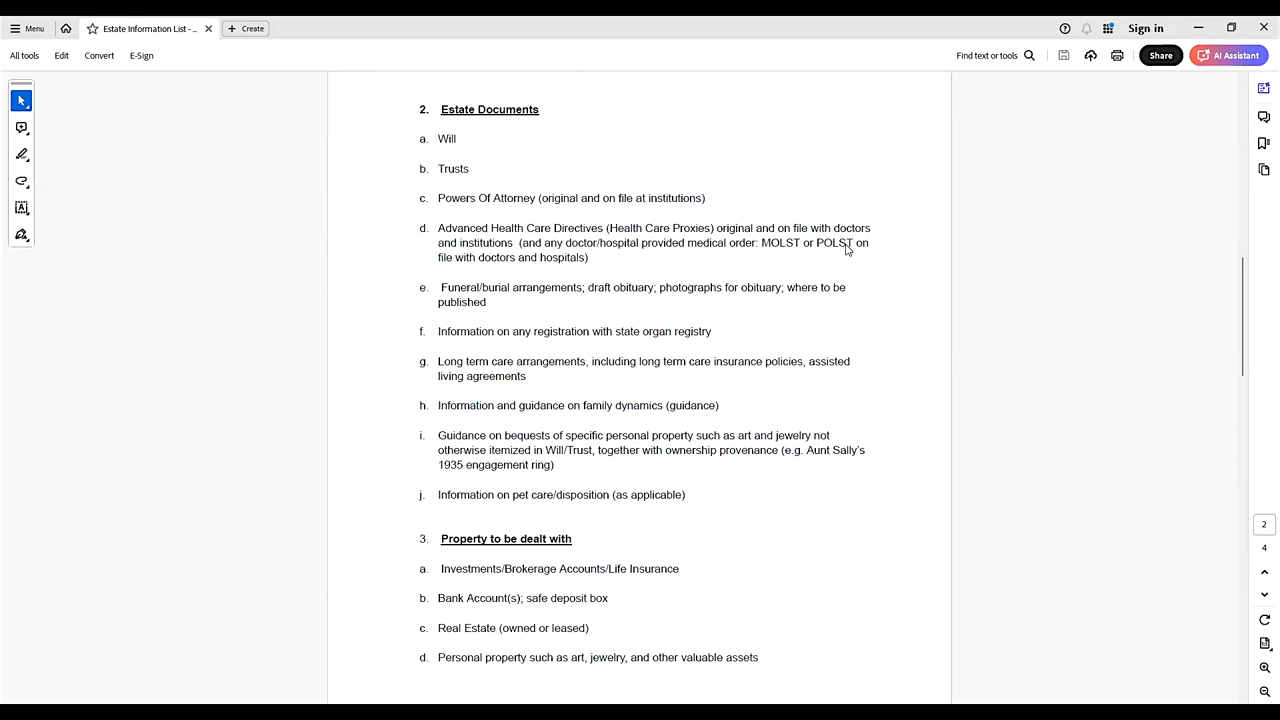 Menu
Estate Information List - ...
Create
Sign in
All tools
Edit
Convert
E-Sign
Find text or tools
Share
AI Assistant
2. Estate Documents
a. Will
b. Trusts
c. Powers Of Attorney (original and on file at institutions)
d. Advanced Health Care Directives (Health Care Proxies) original and on file with doctors
and institutions (and any doctor/hospital provided medical order: MOLST or POLST on
file with doctors and hospitals)
e. Funeral/burial arrangements; draft obituary; photographs for obituary; where to be
published
f. Information on any registration with state organ registry
g. Long term care arrangements, including long term care insurance policies, assisted
living agreements
h. Information and guidance on family dynamics (guidance)
i. Guidance on bequests of specific personal property such as art and jewelry not
otherwise itemized in Will/Trust, together with ownership provenance (e.g. Aunt Sally's
1935 engagement ring)
j. Information on pet care/disposition (as applicable)
3. Property to be dealt with
a. Investments/Brokerage Accounts/Life Insurance
b. Bank Account(s); safe deposit box
c. Real Estate (owned or leased)
d. Personal property such as art, jewelry, and other valuable assets
2
4